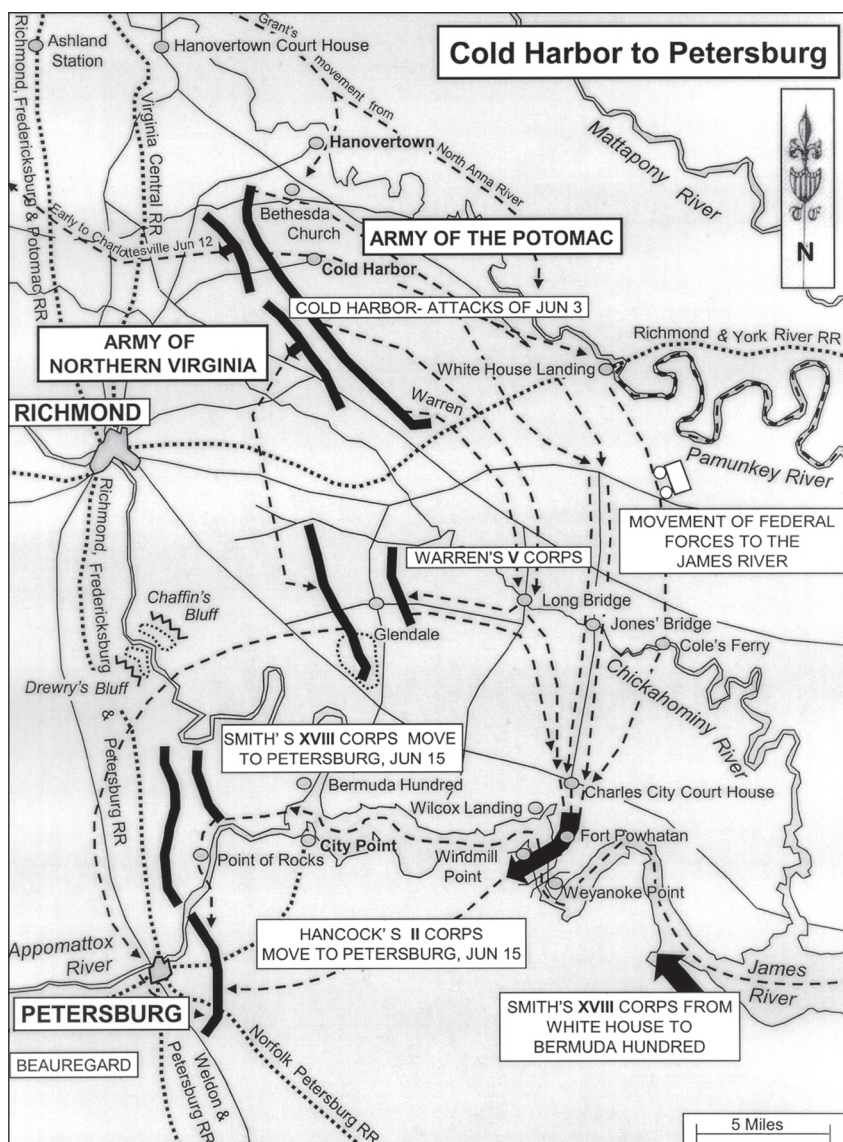 Cold Harbor to Petersburg
Richmond, Fredericksburg & Potomac RR
Ashland
Station
Hanovertown Court House
Grant's
movement from
North Anna River
Virginia Central RR
Mattapony River
Hanovertown
N
Bethesda
Church
ARMY OF THE POTOMAC
Early to Charlottesville Jun 12
Cold Harbor
COLD HARBOR- ATTACKS OF JUN 3
ARMY OF
NORTHERN VIRGINIA
Richmond & York River RR
White House Landing
RICHMOND
Warren
Pamunkey River
MOVEMENT OF FEDERAL
FORCES TO THE
JAMES RIVER
WARREN'S V CORPS
Richmond, Fredericksburg
& Petersburg RR
Chaffin's
Bluff
Long Bridge
Glendale
Jones' Bridge
Cole's Ferry
Drewry's Bluff
Chickahominy River
SMITH' S XVIII CORPS MOVE
TO PETERSBURG, JUN 15
Bermuda Hundred
Charles City Court House
Wilcox Landing
City Point
Fort Powhatan
Point of Rocks
Windmill
Point
Weyanoke Point
Appomattox
River
HANCOCK' S II CORPS
MOVE TO PETERSBURG, JUN 15
James
River
PETERSBURG
SMITH'S XVIII CORPS FROM
WHITE HOUSE TO
BERMUDA HUNDRED
BEAUREGARD
Weldon &
Petersburg RR
Norfolk Petersburg RR
5 Miles